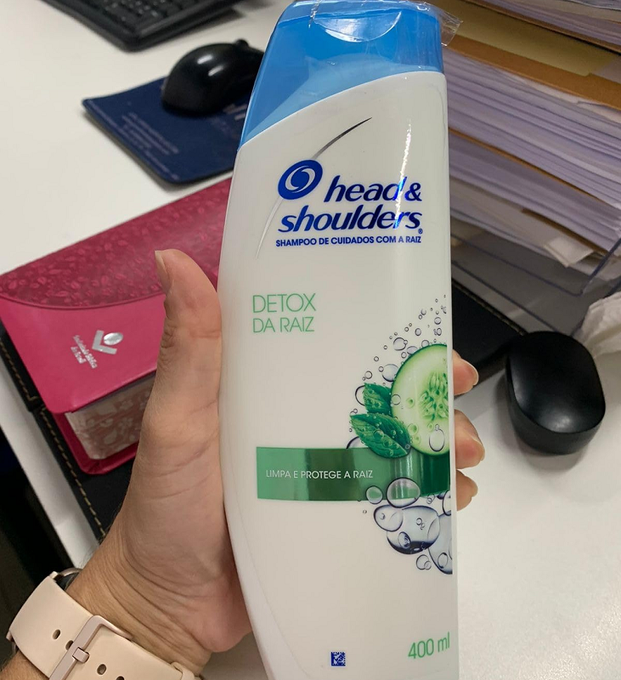 head &
shoulders®
SHAMPOO DE CUIDADOS COM A RAIZ
DETOX
DA RAIZ
LIMPA E PROTEGE A RAIZ
400 ml